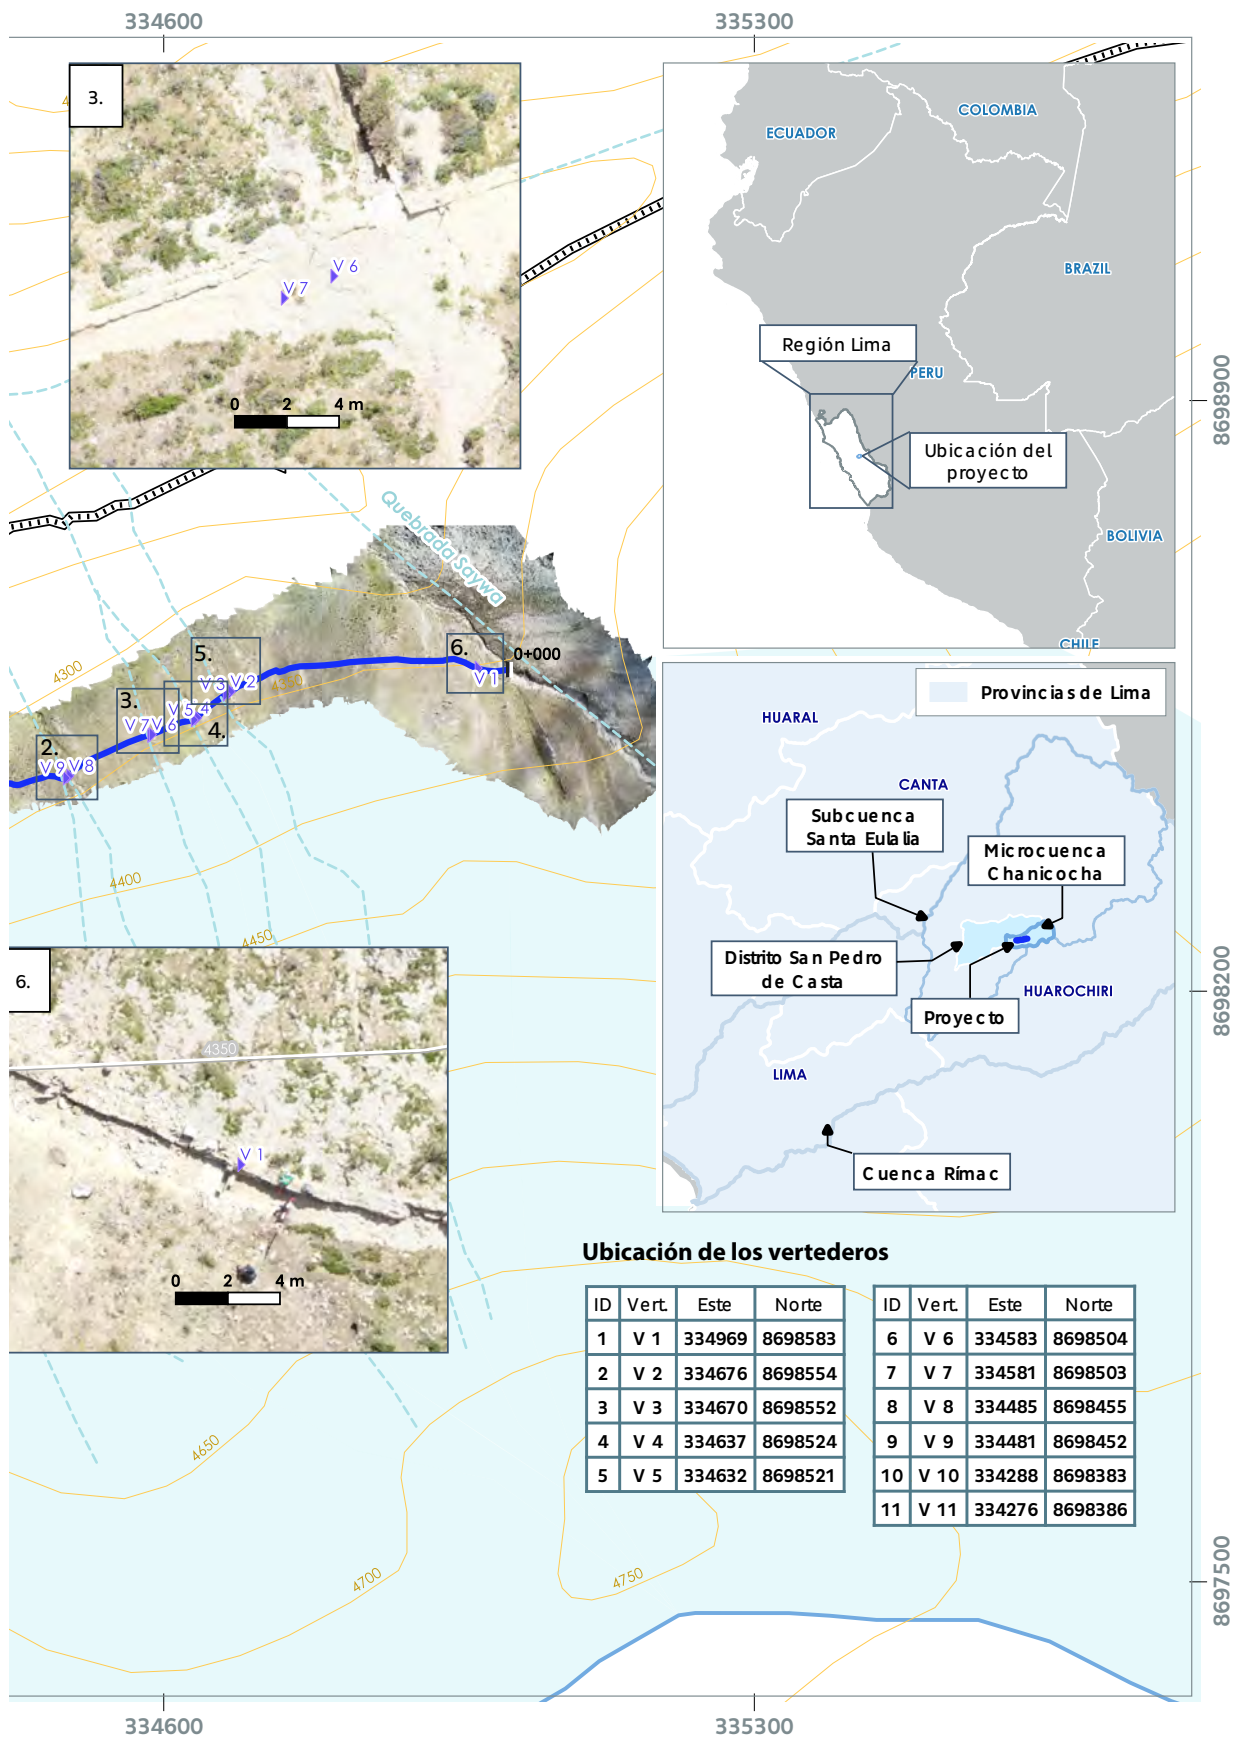 334600
335300
3.
V 6
V 7
0 2 4 m
COLOMBIA
ECUADOR
BRAZIL
Región Lima
PERU
Ubicación del
proyecto
BOLIVIA
CHILE
8698900
Quebrada Saywa
4300
4350
5.
V 3
V 2
6.
V 1
0+000
3.
V 5
4
V 7
V 6
4.
2.
V 9
V 8
4400
4450
Provincias de Lima
HUARAL
CANTA
Subcuenca
Santa Eulalia
Microcuenca
Chanicocha
Distrito San Pedro
de Casta
HUAROCHIRI
Proyecto
LIMA
Cuenca Rímac
8698200
6.
4350
V 1
0 2 4 m
Ubicación de los vertederos
ID Vert. Este Norte
1 V 1 334969 8698583
2 V 2 334676 8698554
3 V 3 334670 8698552
4 V 4 334637 8698524
5 V 5 334632 8698521
ID Vert. Este Norte
6 V 6 334583 8698504
7 V 7 334581 8698503
8 V 8 334485 8698455
9 V 9 334481 8698452
10 V 10 334288 8698383
11 V 11 334276 8698386
4650
4700
4750
8697500
334600
335300